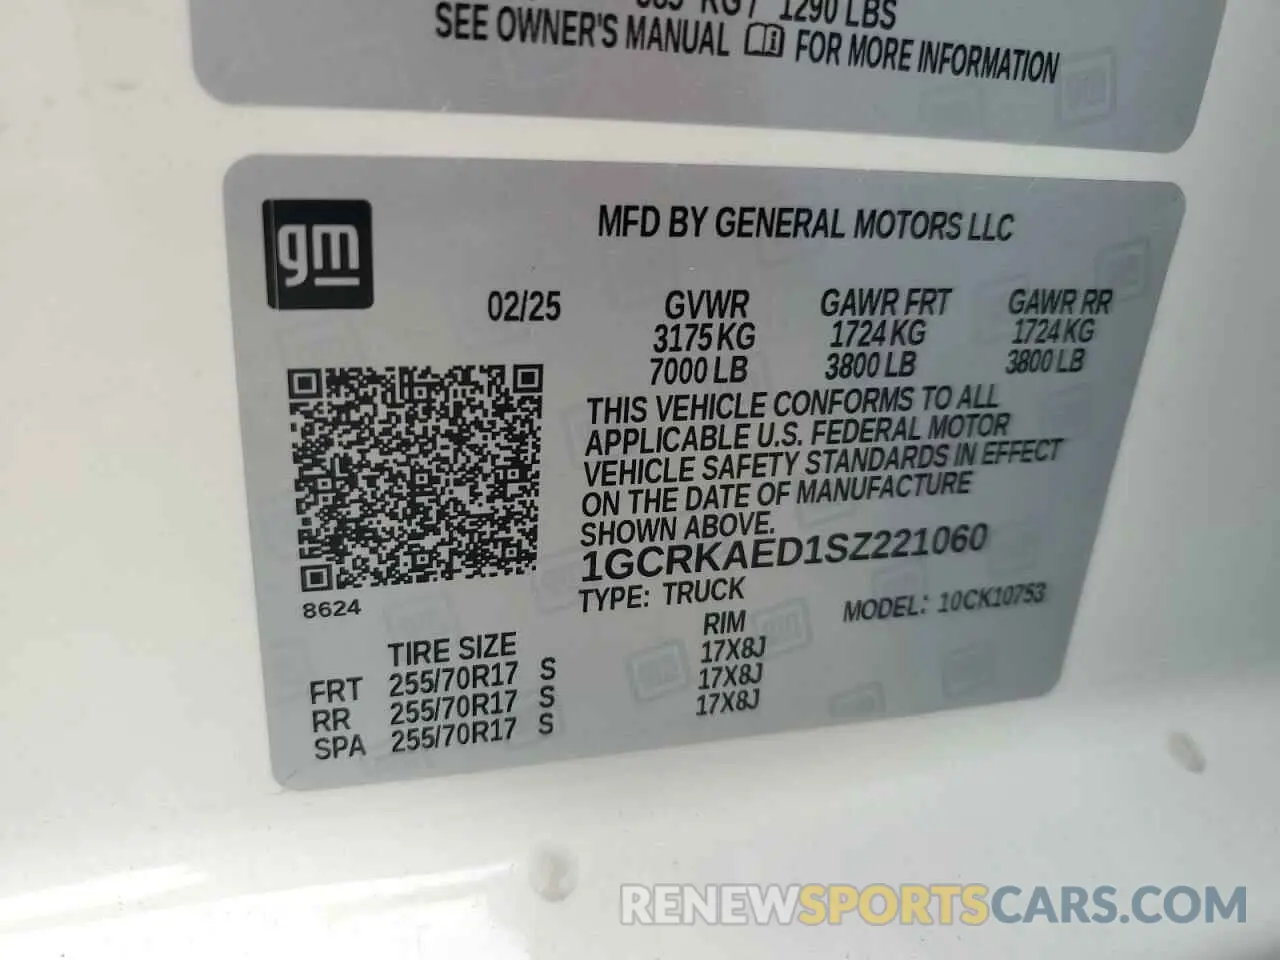 KG / 1290 LBS
SEE OWNER'S MANUAL FOR MORE INFORMATION
gm
MFD BY GENERAL MOTORS LLC
02/25 GVWR GAWR FRT GAWR RR
3175 KG 1724 KG 1724 KG
7000 LB 3800 LB 3800 LB
THIS VEHICLE CONFORMS TO ALL
APPLICABLE U.S. FEDERAL MOTOR
VEHICLE SAFETY STANDARDS IN EFFECT
ON THE DATE OF MANUFACTURE
SHOWN ABOVE.
1GCRKAED1SZ221060
8624
TYPE: TRUCK MODEL: 10CK10753
TIRE SIZE RIM
FRT 255/70R17 S 17X8J
RR 255/70R17 S 17X8J
SPA 255/70R17 S 17X8J
RENEWSPORTSCARS.COM